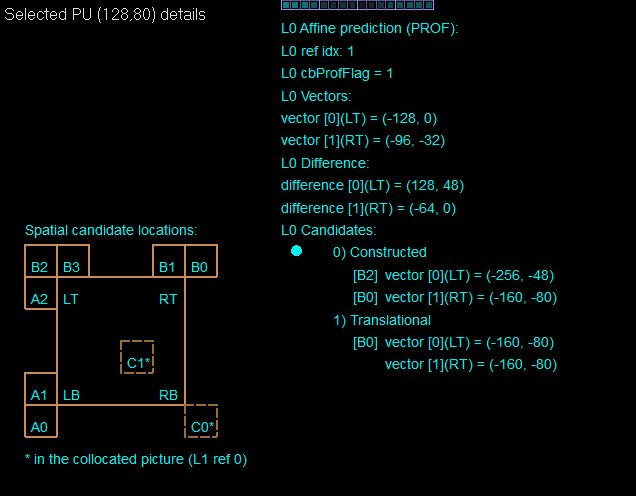 Selected PU (128,80) details
L0 Affine prediction (PROF):
L0 ref idx: 1
L0 cbProfFlag = 1
L0 Vectors:
vector [0](LT) = (-128, 0)
vector [1](RT) = (-96, -32)
L0 Difference:
difference [0](LT) = (128, 48)
difference [1](RT) = (-64, 0)
L0 Candidates:
0) Constructed
[B2] vector [0](LT) = (-256, -48)
[B0] vector [1](RT) = (-160, -80)
1) Translational
[B0] vector [0](LT) = (-160, -80)
vector [1](RT) = (-160, -80)
Spatial candidate locations:
B2 B3 B1 B0
A2 LT RT
C1*
A1 LB RB
A0 C0*
* in the collocated picture (L1 ref 0)